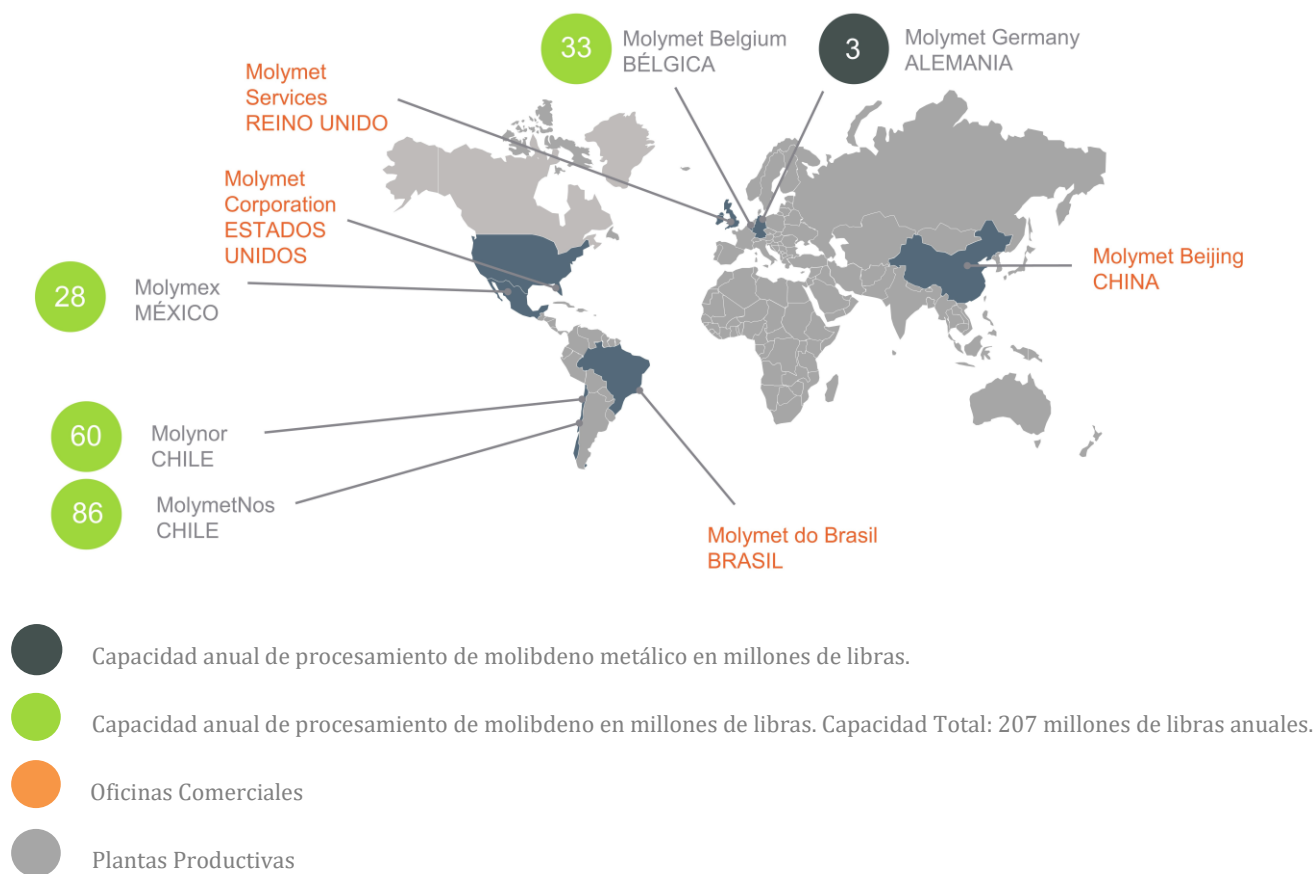 33
Molymet Belgium
BÉLGICA
3
Molymet Germany
ALEMANIA
Molymet
Services
REINO UNIDO
Molymet
Corporation
ESTADOS
UNIDOS
Molymet Beijing
CHINA
28
Molymex
MÉXICO
60
Molynor
CHILE
86
MolymetNos
CHILE
Molymet do Brasil
BRASIL
Capacidad anual de procesamiento de molibdeno metálico en millones de libras.
Capacidad anual de procesamiento de molibdeno en millones de libras. Capacidad Total: 207 millones de libras anuales.
Oficinas Comerciales
Plantas Productivas